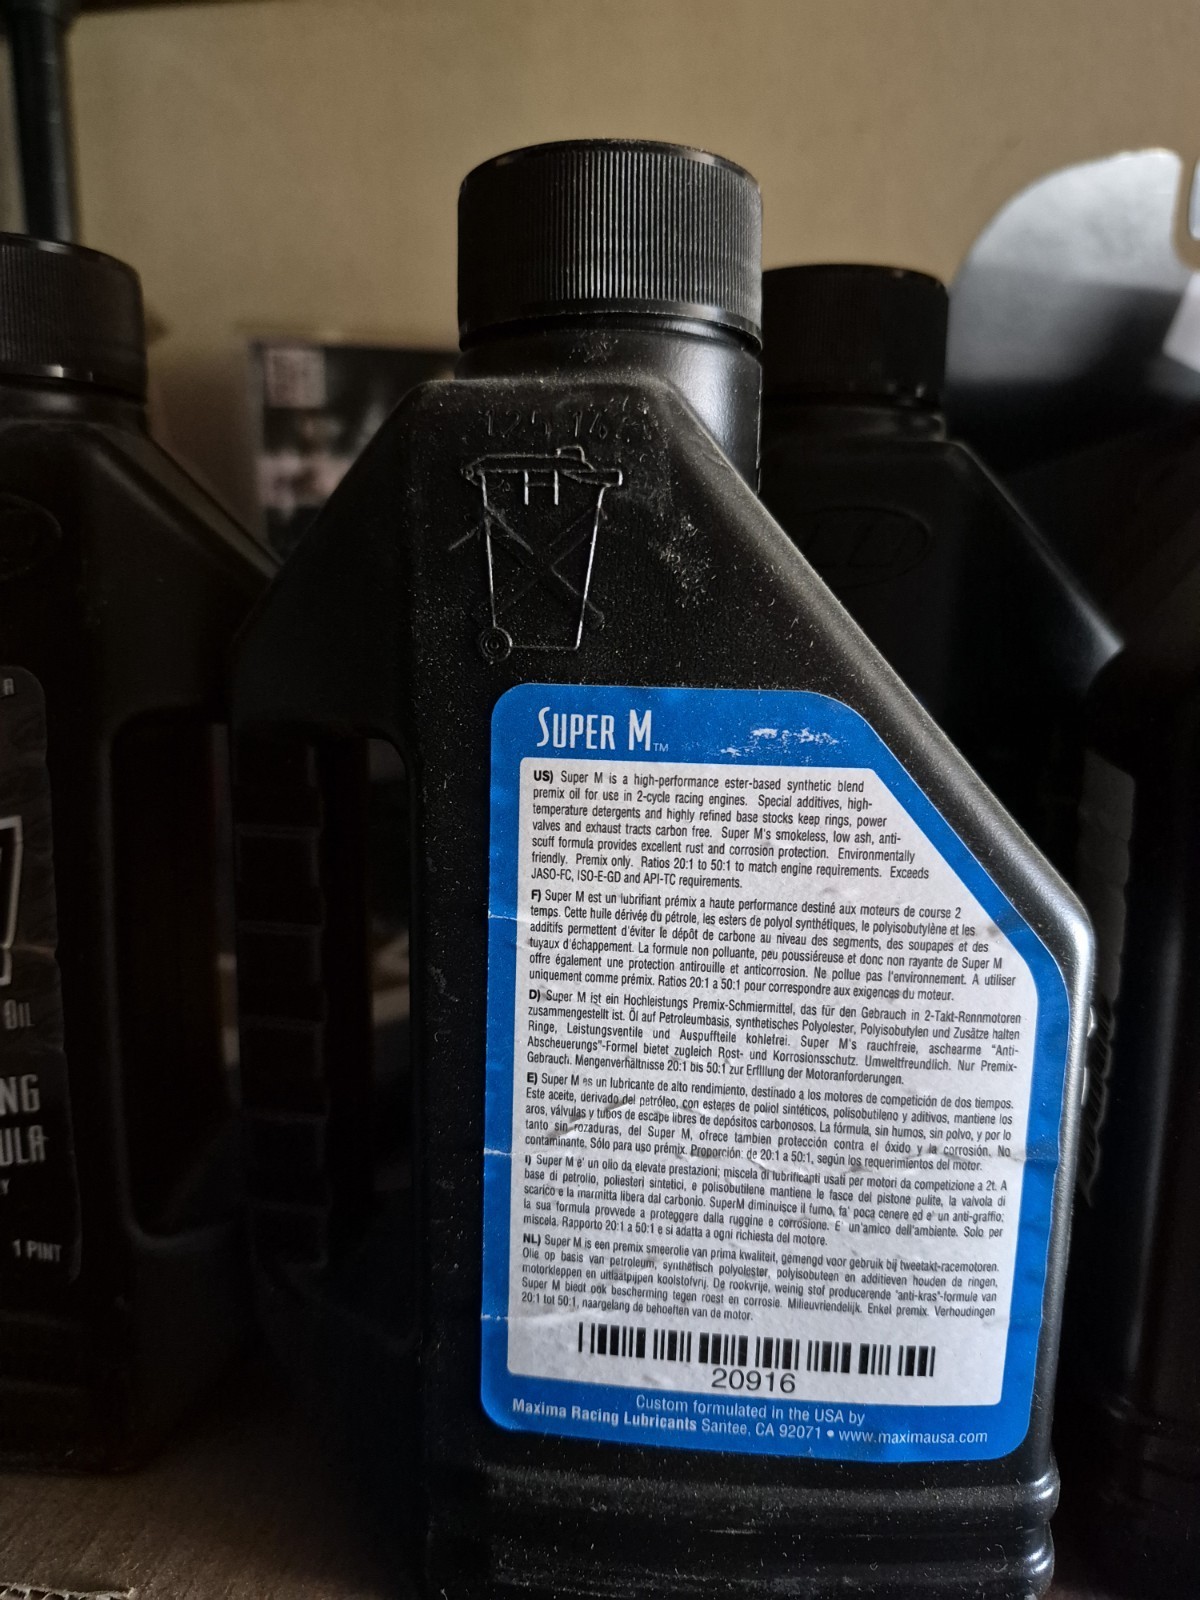 SUPER M™
US) Super M is a high-performance ester-based synthetic blend
premix oil for use in 2-cycle racing engines. Special additives, high-
temperature detergents and highly refined base stocks keep rings, power
valves and exhaust tracts carbon free. Super M's smokeless, low ash, anti-
scuff formula provides excellent rust and corrosion protection. Environmentally
friendly. Premix only. Ratios 20:1 to 50:1 to match engine requirements. Exceeds
JASO-FC, ISO-E-GD and API-TC requirements.
F) Super M est un lubrifiant prémix a haute performance destiné aux moteurs de course 2
temps. Cette huile dérivée du pétrole, les esters de polyol synthétiques, le polyisobutylène et les
additifs permettent d'éviter le dépôt de carbone au niveau des segments, des soupapes et des
tuyaux d'échappement. La formule non polluante, peu poussiéreuse et donc non rayante de Super M
offre également une protection antirouille et anticorrosion. Ne pollue pas l'environnement. A utiliser
uniquement comme prémix. Ratios 20:1 a 50:1 pour correspondre aux exigences du moteur.
D) Super M ist ein Hochleistungs Premix-Schmiermittel, das für den Gebrauch in 2-Takt-Rennmotoren
zusammengestellt ist. Öl auf Petroleumbasis, synthetisches Polyolester, Polyisobutylen und Zusätze halten
Ringe, Leistungsventile und Auspuffteile kohlefrei. Super M's rauchfreie, aschearme "Anti-
Abscheuerungs"-Formel bietet zugleich Rost- und Korrosionsschutz. Umweltfreundlich. Nur Premix-
Gebrauch. Mengenverhältnisse 20:1 bis 50:1 zur Erflllung der Motoranforderungen.
E) Super M es un lubricante de alto rendimiento, destinado a los motores de competición de dos tiempos.
Este aceite, derivado del petróleo, con esteres de poliol sintéticos, polisobutileno y aditivos, mantiene los
aros, válvulas y tubos de escape libres de depósitos carbonosos. La fórmula, sin humos, sin polvo, y por lo
tanto sin rozaduras, del Super M, ofrece tambien protección contra el óxido y la corrosión. No
contaminante. Sólo para uso prémix. Proporción: de 20:1 a 50:1, según los requerimientos del motor.
I) Super M e' un olio da elevate prestazioni; miscela di lubrificanti usati per motori da competizione a 2t. A
base di petrolio, poliesteri sintetici, e polisobutilene mantiene le fasce del pistone pulite, la valvola di
scarico e la marmitta libera dal carbonio. SuperM diminuisce il fumo, fa' poca cenere ed e' un anti-graffio;
la sua formula provvede a proteggere dalla ruggine e corrosione. E' un'amico dell'ambiente. Solo per
miscela. Rapporto 20:1 a 50:1 e si adatta a ogni richiesta del motore.
NL) Super M is een premix smeerolie van prima kwaliteit, gemengd voor gebruik bij tweetakt-racemotoren.
Olie op basis van petroleum, synthetisch polyolester, polyisobuteen en additieven houden de ringen,
motorkleppen en uitlaatpijpen koolstofvrij. De rookvrije, weinig stof producerende "anti-kras"-formule van
Super M biedt ook bescherming tegen roest en corrosie. Milieuvriendelijk. Enkel premix. Verhoudingen
20:1 tot 50:1, naargelang de behoeften van de motor.
20916
Custom formulated in the USA by
Maxima Racing Lubricants Santee, CA 92071 • www.maximausa.com
OIL
NG
ULA
1 PINT